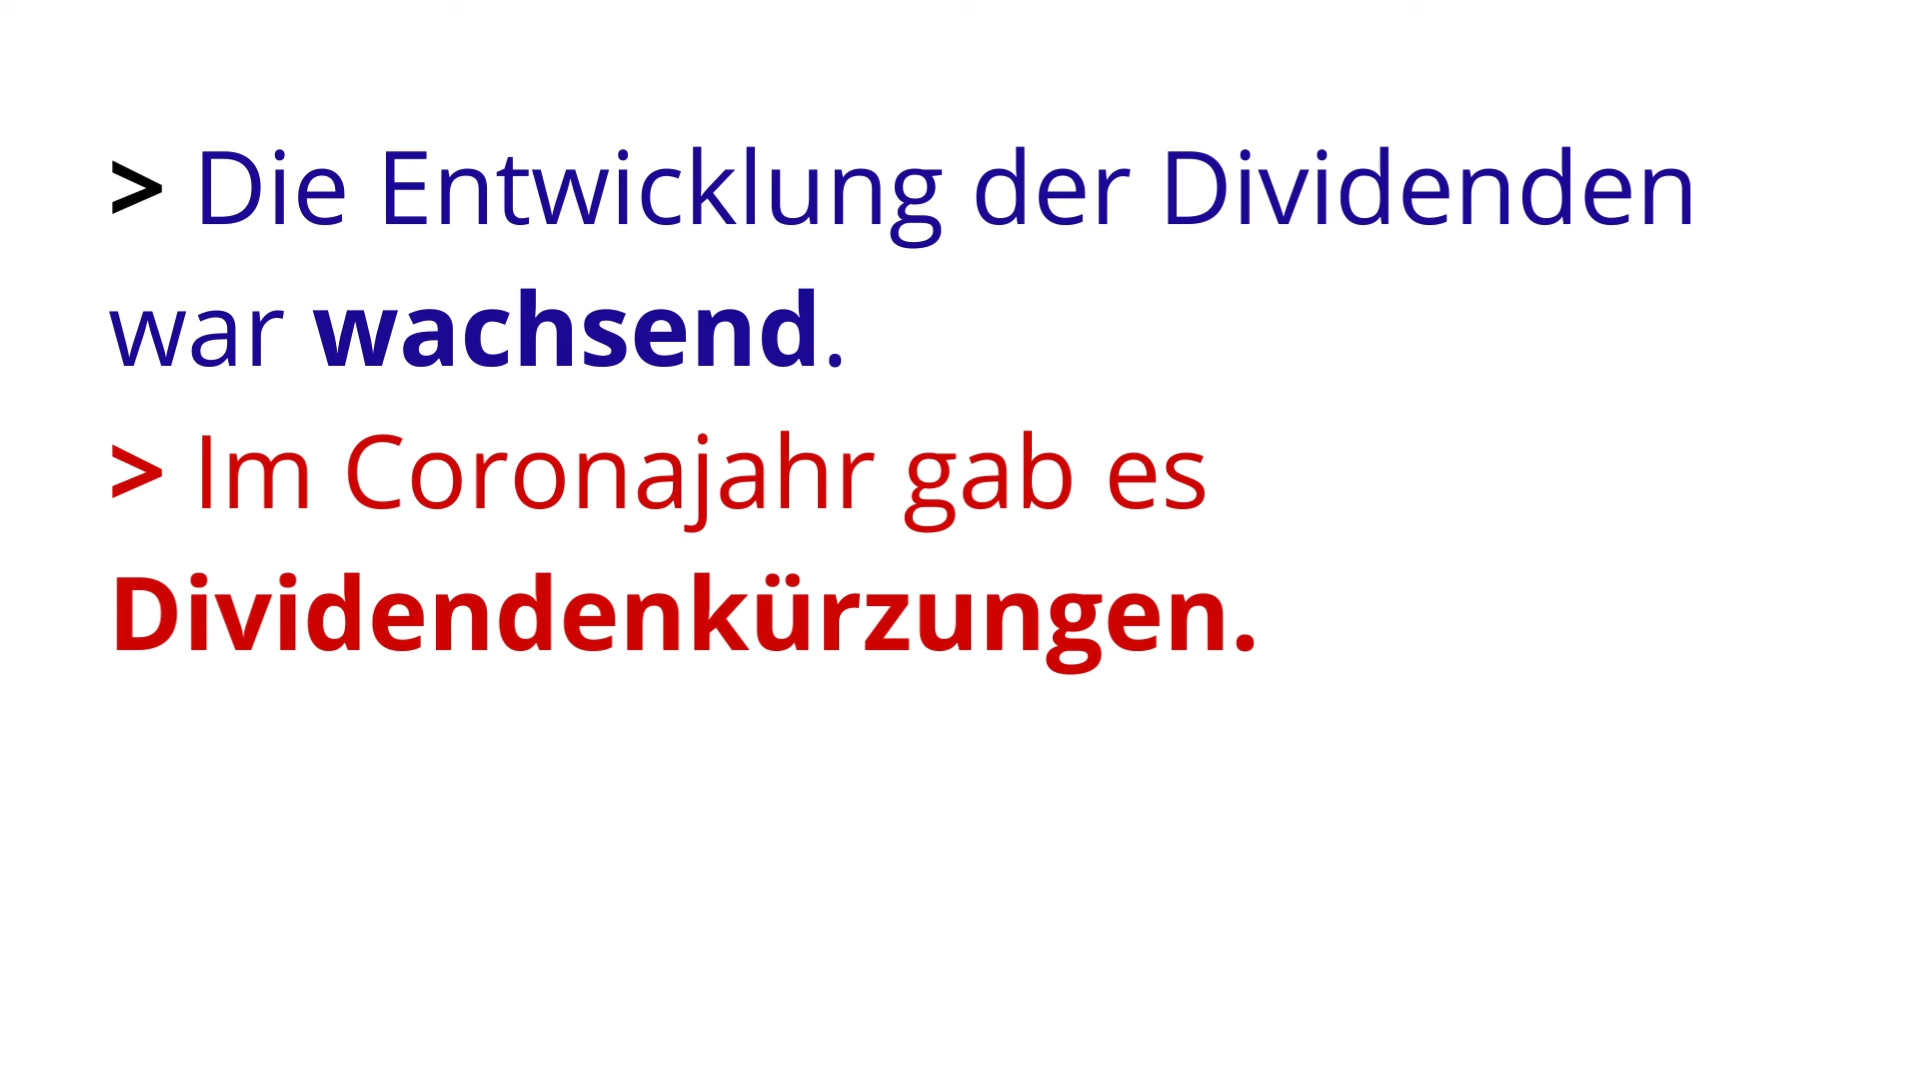 > Die Entwicklung der Dividenden
war wachsend.
> Im Coronajahr gab es
Dividendenkürzungen.